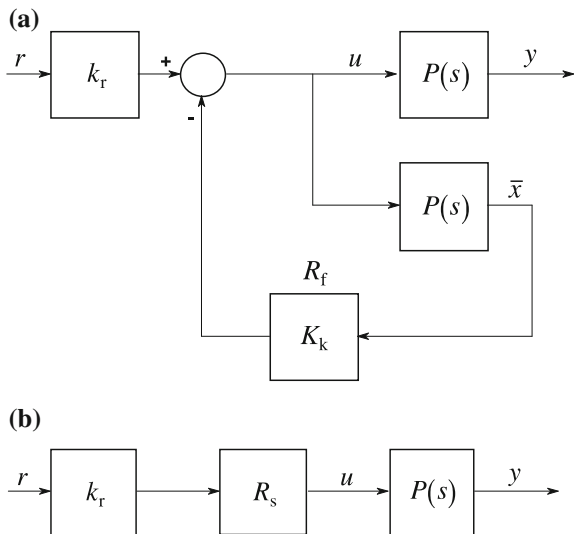 (a)
r k_r + u P(s) y
-
P(s) x̄
R_f
K_k
(b)
r k_r R_s u P(s) y